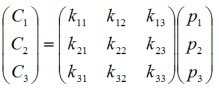 C₁ = k₁₁ k₁₂ k₁₃ p₁
C₂ k₂₁ k₂₂ k₂₃ p₂
C₃ k₃₁ k₃₂ k₃₃ p₃